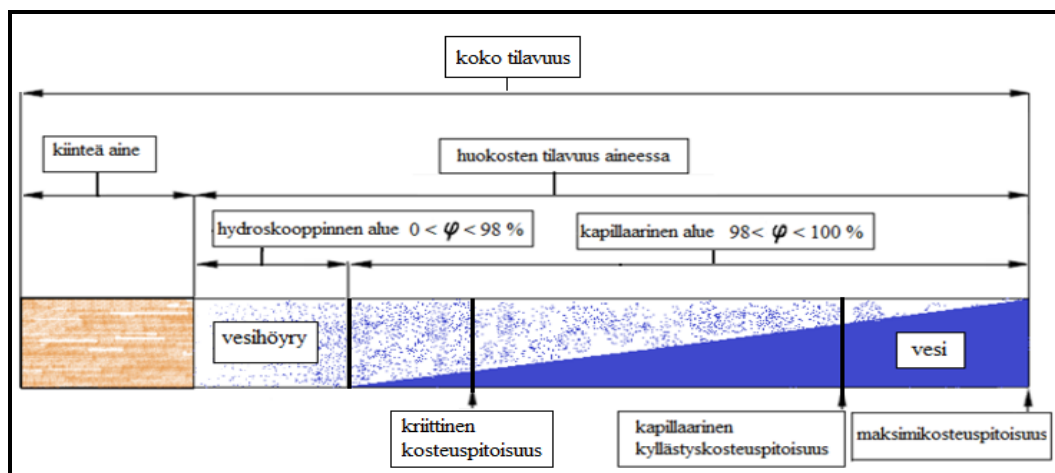 koko tilavuus
kiinteä aine
huokosten tilavuus aineessa
hydroskooppinnen alue 0 < φ < 98 %
kapillaarinen alue 98< φ < 100 %
vesihöyry
vesi
kriittinen
kosteuspitoisuus
kapillaarinen
kyllästyskosteuspitoisuus
maksimikosteuspitoisuus